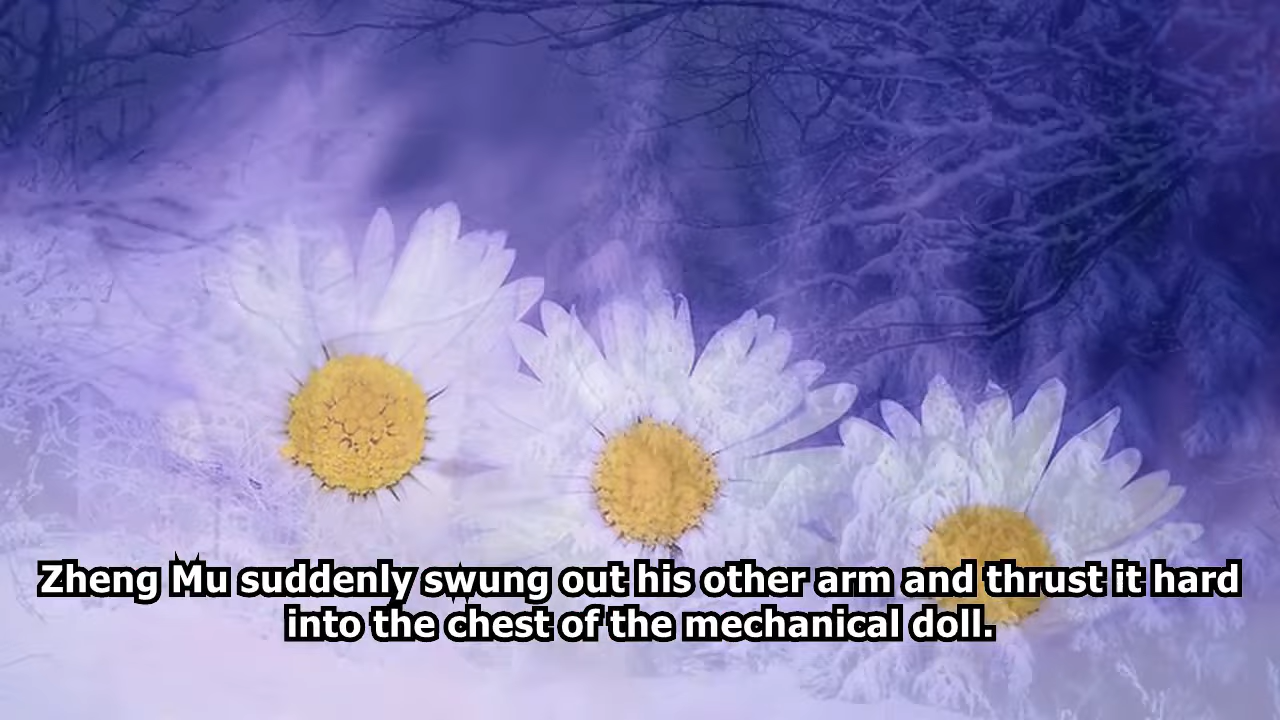 Zheng Mu suddenly swung out his other arm and thrust it hard
into the chest of the mechanical doll.